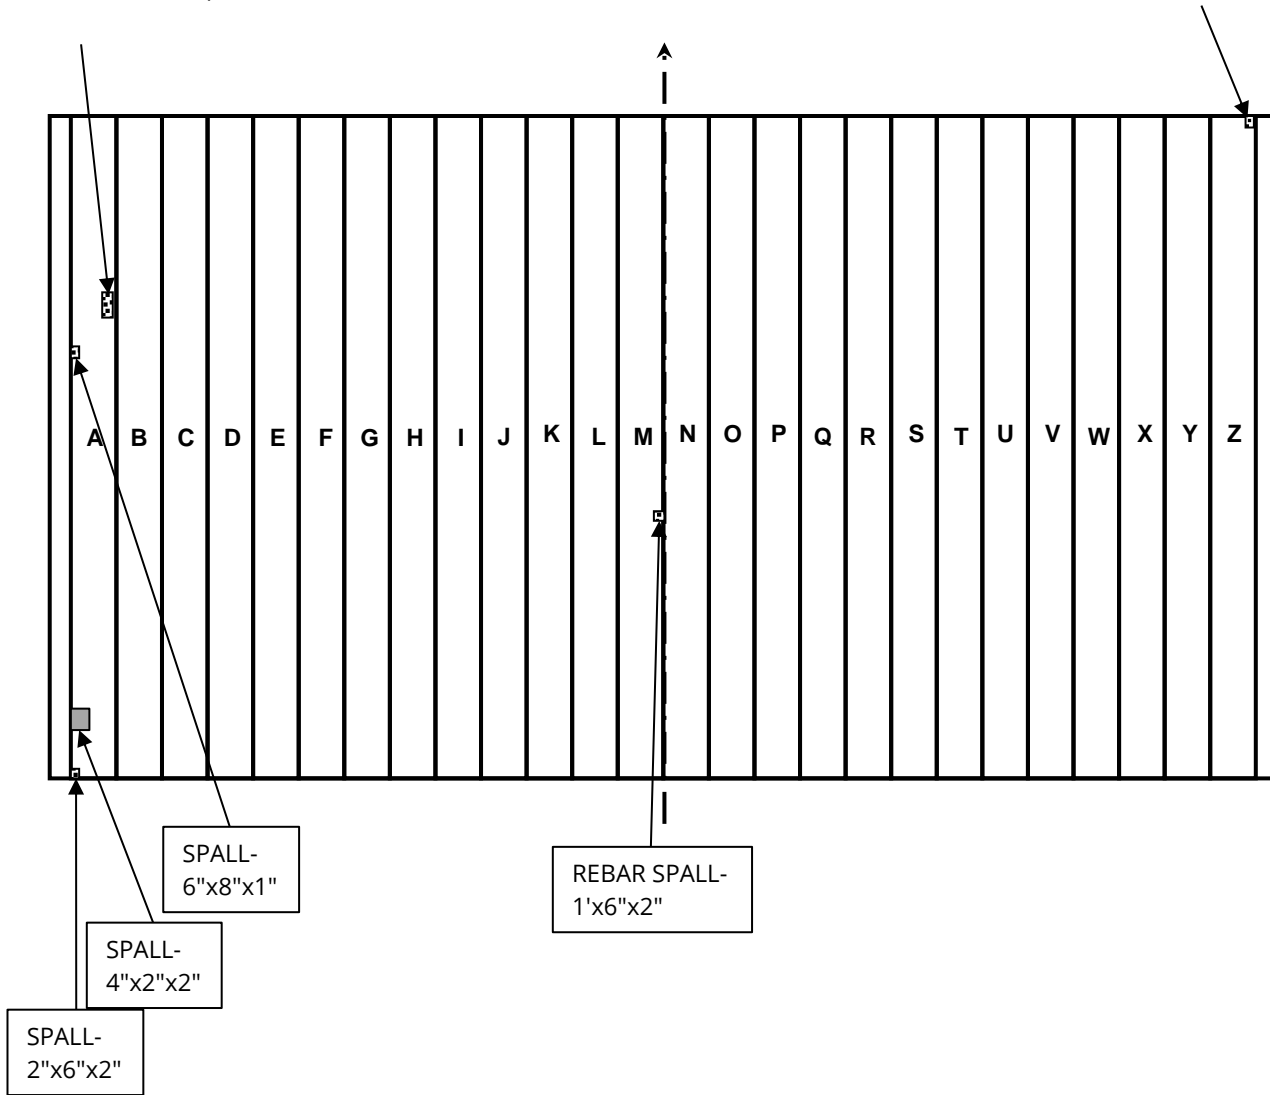 A B C D E F G H I J K L M N O P Q R S T U V W X Y Z
SPALL-
6"x8"x1"
REBAR SPALL-
1'x6"x2"
SPALL-
4"x2"x2"
SPALL-
2"x6"x2"